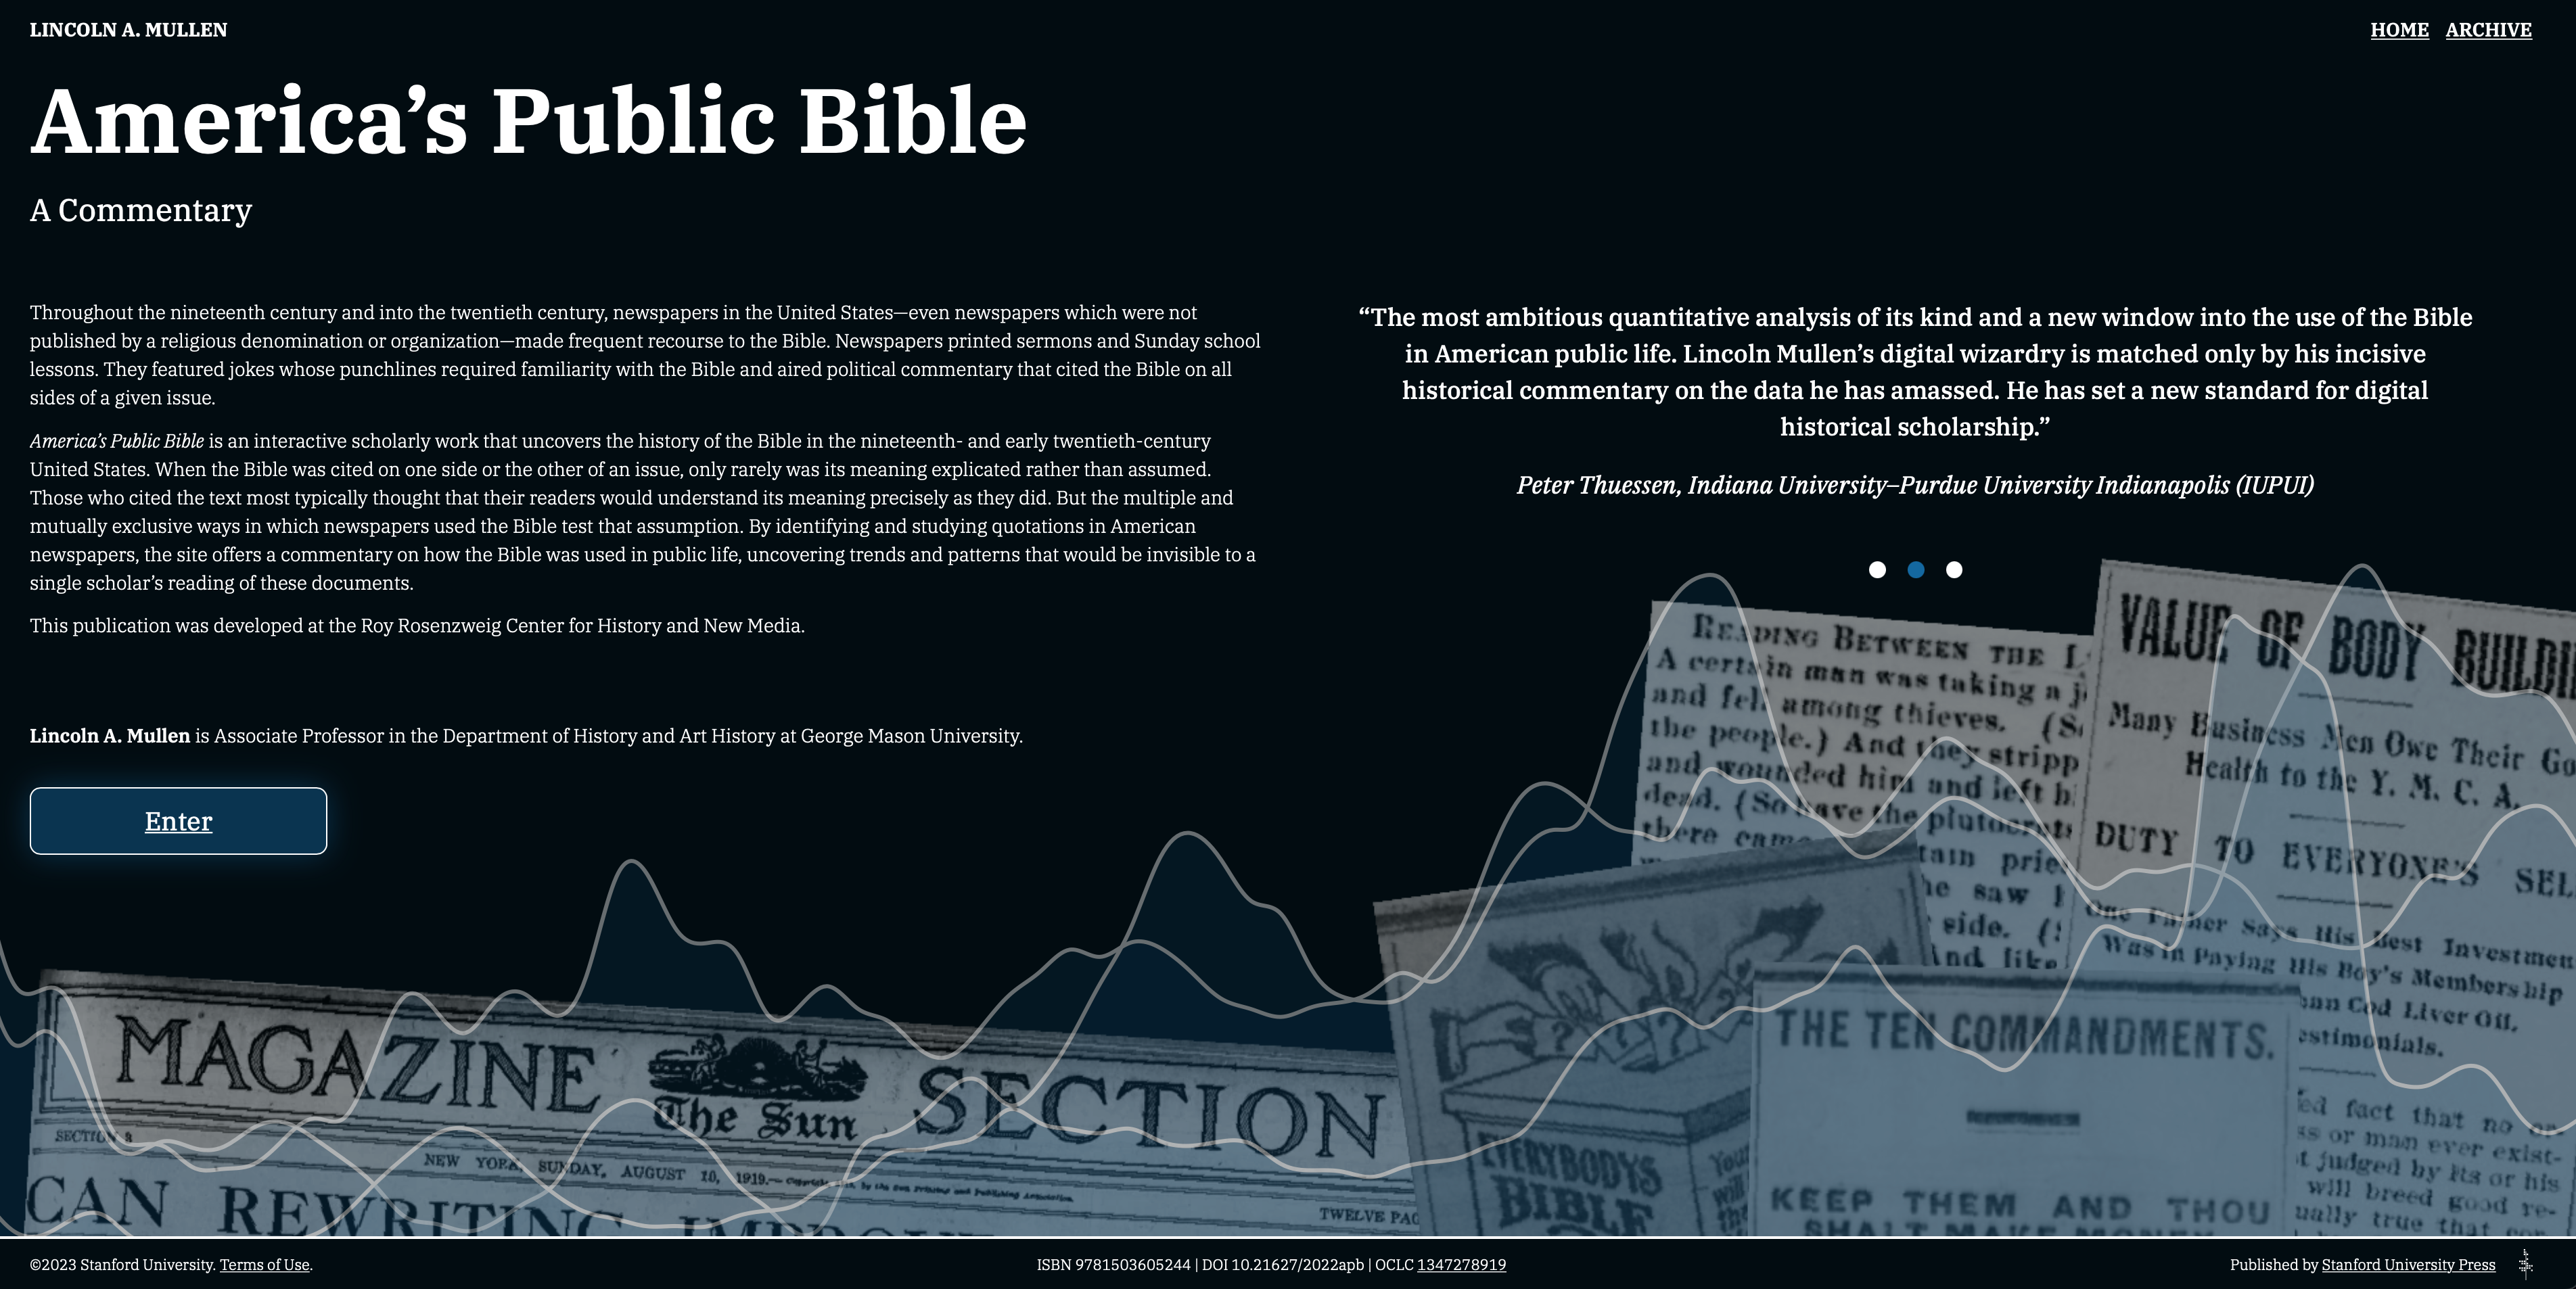 LINCOLN A. MULLEN
HOME ARCHIVE
America’s Public Bible
A Commentary
Throughout the nineteenth century and into the twentieth century, newspapers in the United States—even newspapers which were not
published by a religious denomination or organization—made frequent recourse to the Bible. Newspapers printed sermons and Sunday school
lessons. They featured jokes whose punchlines required familiarity with the Bible and aired political commentary that cited the Bible on all
sides of a given issue.
America’s Public Bible is an interactive scholarly work that uncovers the history of the Bible in the nineteenth- and early twentieth-century
United States. When the Bible was cited on one side or the other of an issue, only rarely was its meaning explicated rather than assumed.
Those who cited the text most typically thought that their readers would understand its meaning precisely as they did. But the multiple and
mutually exclusive ways in which newspapers used the Bible test that assumption. By identifying and studying quotations in American
newspapers, the site offers a commentary on how the Bible was used in public life, uncovering trends and patterns that would be invisible to a
single scholar’s reading of these documents.
This publication was developed at the Roy Rosenzweig Center for History and New Media.
Lincoln A. Mullen is Associate Professor in the Department of History and Art History at George Mason University.
Enter
“The most ambitious quantitative analysis of its kind and a new window into the use of the Bible
in American public life. Lincoln Mullen’s digital wizardry is matched only by his incisive
historical commentary on the data he has amassed. He has set a new standard for digital
historical scholarship.”
Peter Thuessen, Indiana University–Purdue University Indianapolis (IUPUI)
READING BETWEEN THE
A certain man was taking a
and fell among thieves.
the people.) And they stripp
and wounded him and left
dead. (So have the plutocrats
there came
tain prie
he saw
side.
And like
VALUE OF BODY BUILDI
Many Business Men Owe Their Go
Health to the Y. M. C. A.
DUTY TO EVERYONE'S SEL
One Father Says His Best Investmen
Was in Paying His Boy's Membership
Cod Liver Oil.
estimonials.
ed fact that no
ss or man ever exist-
judged by its or his
will breed good re-
ually true that
MAGAZINE The Sun SECTION
SECTION
NEW YORK, SUNDAY, AUGUST 10, 1919.
TWELVE PAG
CAN REWRITING
? ?
EVERYBODYS
BIBLE
You
will
THE TEN COMMANDMENTS.
KEEP THEM AND THOU
SHALT MAKE MONEY
©2023 Stanford University. Terms of Use.
ISBN 9781503605244 | DOI 10.21627/2022apb | OCLC 1347278919
Published by Stanford University Press